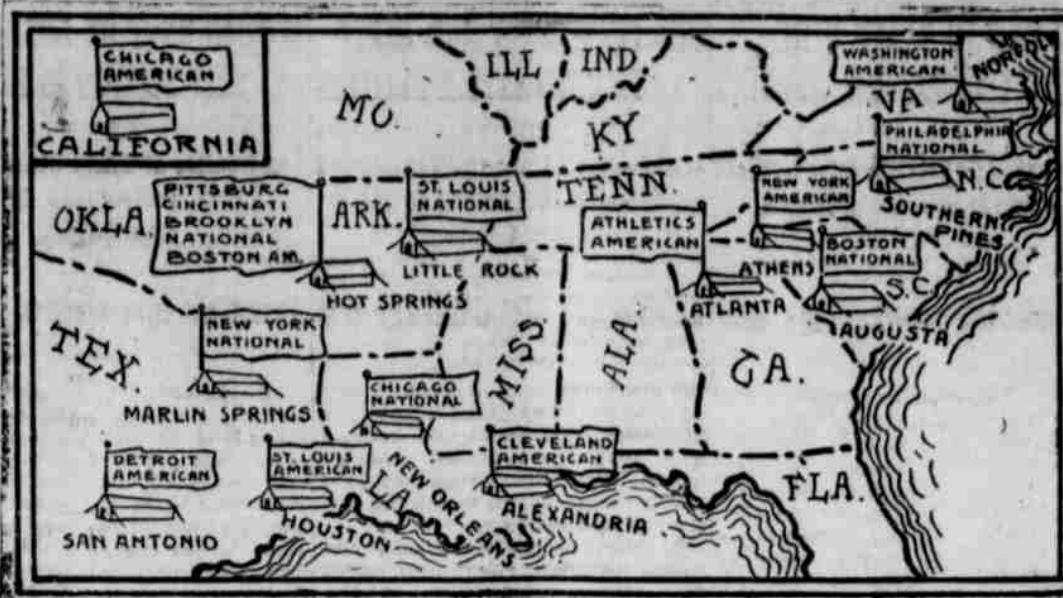 CHICAGO
AMERICAN
CALIFORNIA
MO.
ILL
IND
KY
WASHINGTON
AMERICAN
VA
PHILADELPHIA
NATIONAL
N.C.
SOUTHERN
PINES
OKLA.
PITTSBURG
CINCINNATI
BROOKLYN
NATIONAL
BOSTON AM.
HOT SPRINGS
ARK.
ST. LOUIS
NATIONAL
LITTLE ROCK
TENN.
ATHLETICS
AMERICAN
ATLANTA
NEW YORK
AMERICAN
ATHENS
BOSTON
NATIONAL
S.C.
AUGUSTA
TEX.
NEW YORK
NATIONAL
MARLIN SPRINGS
MISS
ALA.
GA.
CHICAGO
NATIONAL
NEW ORLEANS
DETROIT
AMERICAN
SAN ANTONIO
ST. LOUIS
AMERICAN
HOUSTON
LA.
CLEVELAND
AMERICAN
ALEXANDRIA
FLA.